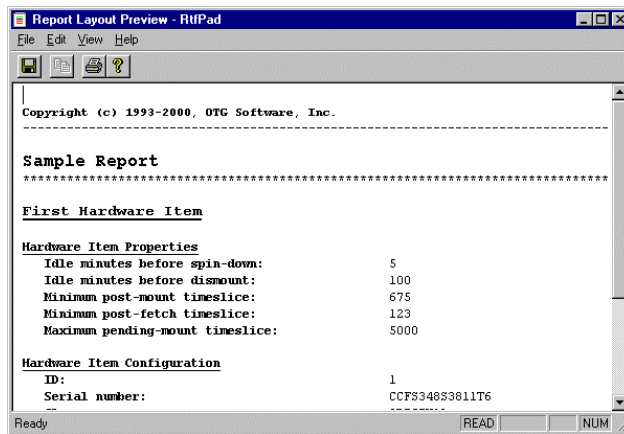 Report Layout Preview - RtfPad
File Edit View Help
Copyright (c) 1993-2000, OTG Software, Inc.
--------------------------------------------------------------------------------
Sample Report
********************************************************************************
First Hardware Item
Hardware Item Properties
Idle minutes before spin-down: 5
Idle minutes before dismount: 100
Minimum post-mount timeslice: 675
Minimum post-fetch timeslice: 123
Maximum pending-mount timeslice: 5000
Hardware Item Configuration
ID: 1
Serial number: CCFS348S3811T6
Ready READ NUM